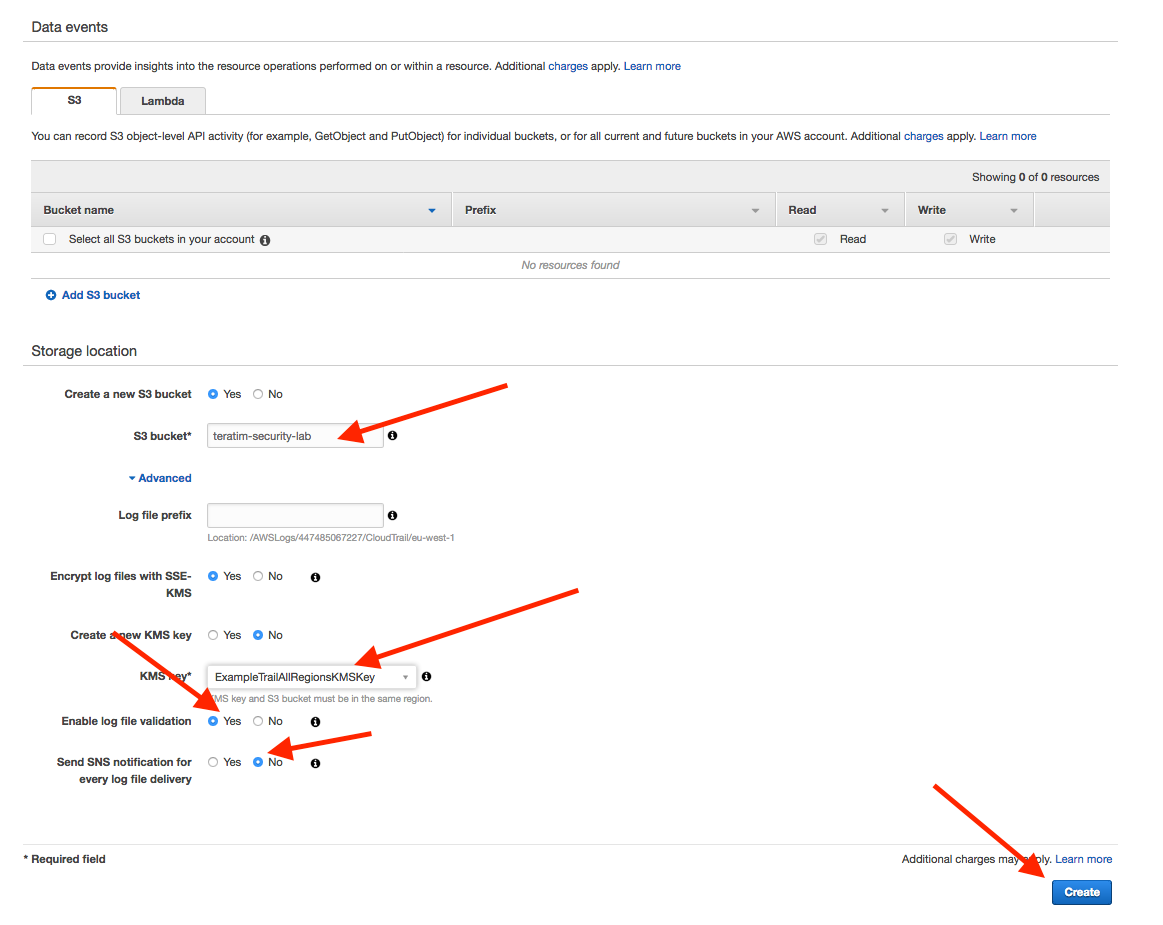 Data events
Data events provide insights into the resource operations performed on or within a resource. Additional charges apply. Learn more
S3
Lambda
You can record S3 object-level API activity (for example, GetObject and PutObject) for individual buckets, or for all current and future buckets in your AWS account. Additional charges apply. Learn more
Showing 0 of 0 resources
Bucket name Prefix Read Write
Select all S3 buckets in your account Read Write
No resources found
Add S3 bucket
Storage location
Create a new S3 bucket Yes No
S3 bucket* teratim-security-lab
Advanced
Log file prefix
Location: /AWSLogs/447485067227/CloudTrail/eu-west-1
Encrypt log files with SSE-
KMS
Yes No
Create a new KMS key Yes No
KMS key* ExampleTrailAllRegionsKMSKey
KMS key and S3 bucket must be in the same region.
Enable log file validation Yes No
Send SNS notification for
every log file delivery
Yes No
* Required field
Additional charges may apply. Learn more
Create